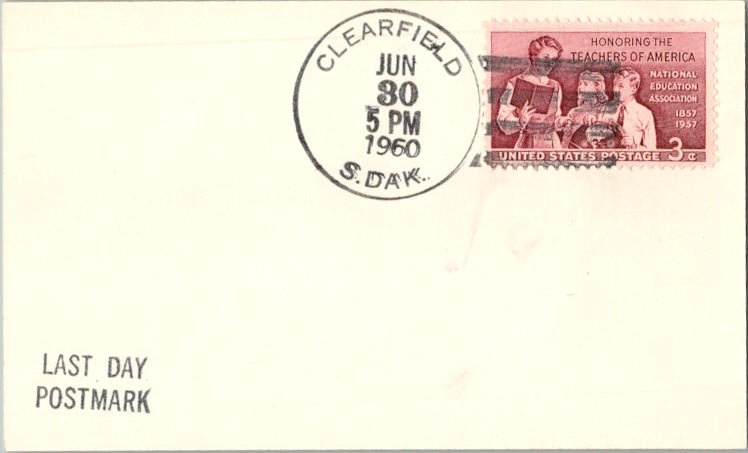 CLEARFIELD
JUN
30
5 PM
1960
S.DAK.
HONORING THE
TEACHERS OF AMERICA
NATIONAL
EDUCATION
ASSOCIATION
1857
1957
UNITED STATES POSTAGE 3¢
LAST DAY
POSTMARK